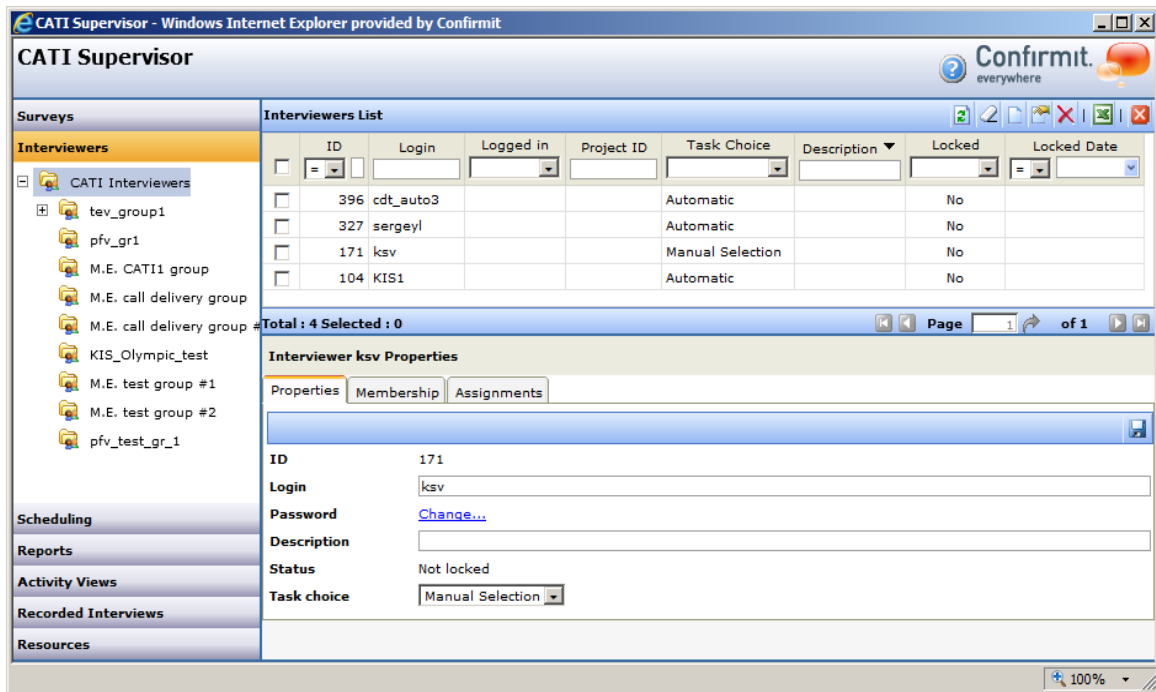 CATI Supervisor - Windows Internet Explorer provided by Confirmit
CATI Supervisor
Confirmit.
everywhere
Surveys
Interviewers
CATI Interviewers
tev_group1
pfv_gr1
M.E. CATI1 group
M.E. call delivery group
M.E. call delivery group #
KIS_Olympic_test
M.E. test group #1
M.E. test group #2
pfv_test_gr_1
Scheduling
Reports
Activity Views
Recorded Interviews
Resources
Interviewers List
ID Login Logged in Project ID Task Choice Description Locked Locked Date
= =
396 cdt_auto3 Automatic No
327 sergeyl Automatic No
171 ksv Manual Selection No
104 KIS1 Automatic No
Total : 4 Selected : 0 Page 1 of 1
Interviewer ksv Properties
Properties Membership Assignments
ID 171
Login ksv
Password Change...
Description
Status Not locked
Task choice Manual Selection
100%